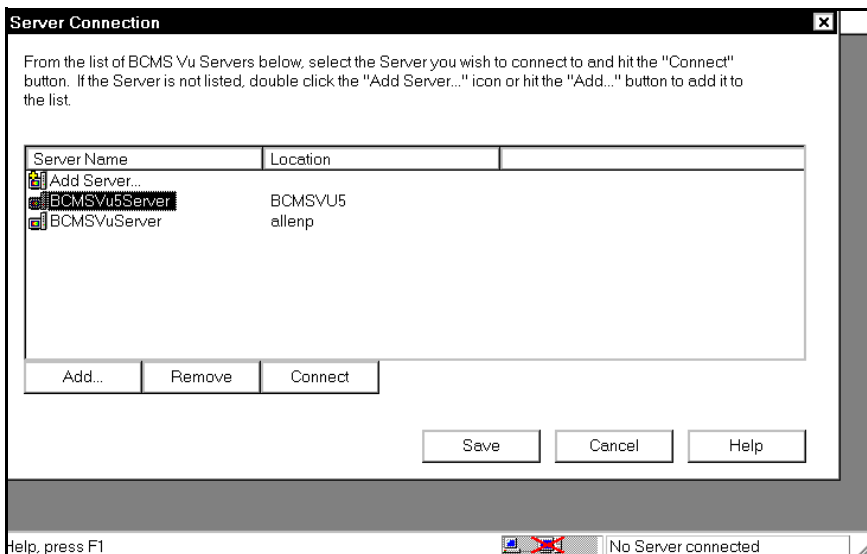 Server Connection
From the list of BCMS Vu Servers below, select the Server you wish to connect to and hit the "Connect"
button. If the Server is not listed, double click the "Add Server..." icon or hit the "Add..." button to add it to
the list.
Server Name Location
Add Server...
BCMSVu5Server BCMSVU5
BCMSVuServer allenp
Add... Remove Connect
Save Cancel Help
Help, press F1 No Server connected